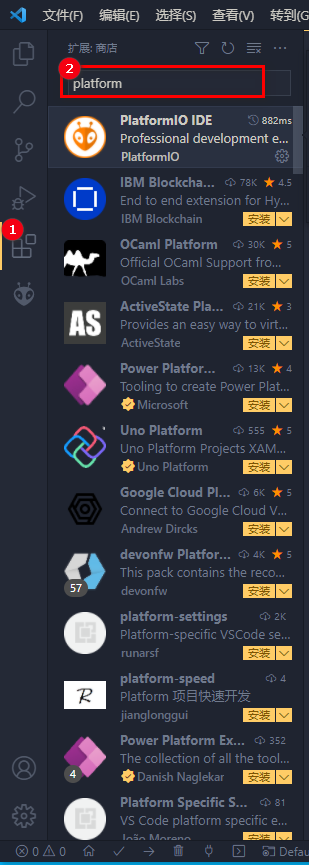 文件(F) 编辑(E) 选择(S) 查看(V) 转到(G
扩展: 商店
2
platform
PlatformIO IDE 882ms
Professional development e...
PlatformIO
1
IBM Blockcha... 78K 4.5
End to end extension for Hy...
IBM Blockchain 安装
OCaml Platform 30K 5
Official OCaml Support fro...
OCaml Labs 安装
ActiveState Pla... 21K 3
Provides an easy way to virt...
ActiveState 安装
Power Platfor... 13K 4
Tooling to create Power Plat...
Microsoft 安装
Uno Platform 555 5
Uno Platform Projects XAM...
Uno Platform 安装
Google Cloud Pl... 6K 5
Connect to Google Cloud V...
Andrew Dircks 安装
devonfw Platfor... 4K 5
This pack contains the reco...
57
devonfw 安装
platform-settings 2K
Platform-specific VSCode se...
runarsf 安装
platform-speed 4
Platform 项目快速开发
jianglonggui 安装
Power Platform Ex... 352
The collection of all the tool...
4
Danish Naglekar 安装
Platform Specific S... 81
VS Code platform specific e...
João Moreno 安装
0 0 Defau